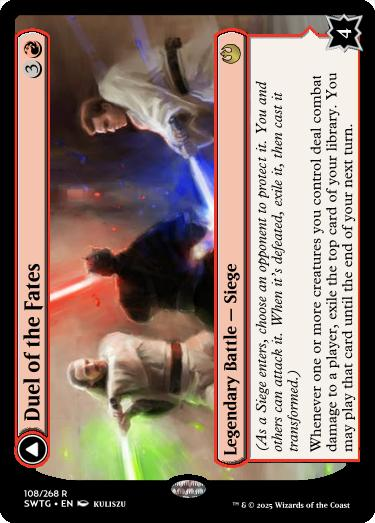 Duel of the Fates
3
Legendary Battle – Siege
(As a Siege enters, choose an opponent to protect it. You and
others can attack it. When it's defeated, exile it, then cast it
transformed.)
Whenever one or more creatures you control deal combat
damage to a player, exile the top card of your library. You
may play that card until the end of your next turn.
4
108/268 R
SWTG • EN KULISZU
™ & © 2025 Wizards of the Coast